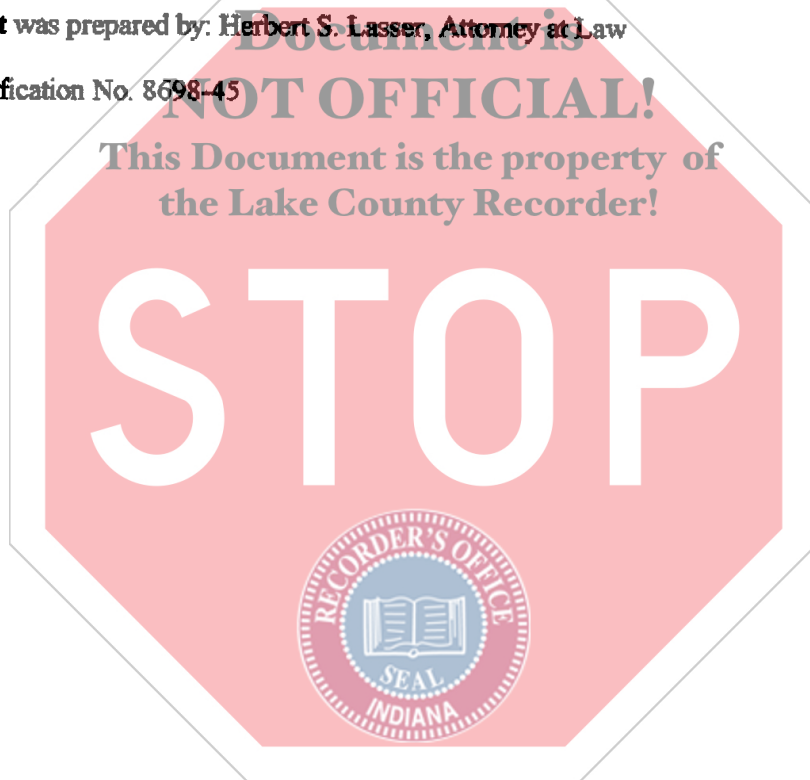 t was prepared by: Herbert S. Lasser, Attorney at Law
Document is
fication No. 8698-45
NOT OFFICIAL!
This Document is the property of
the Lake County Recorder!
STOP
RECORDER'S OFFICE
SEAL
INDIANA